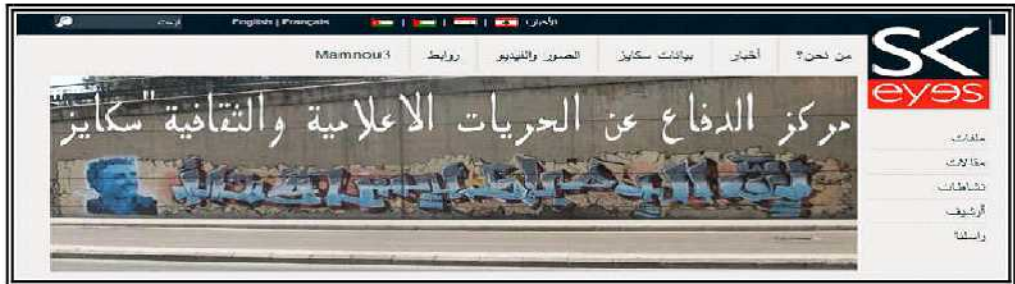 الأخبار: | | | English | Français ابحث
SK
eyes
من نحن؟ أخبار بيانات سكايز الصور والفيديو روابط Mamnou3
مركز الدفاع عن الحريات الاعلامية والثقافية "سكايز"
ملفات
مقالات
نشاطات
أرشيف
راسلنا